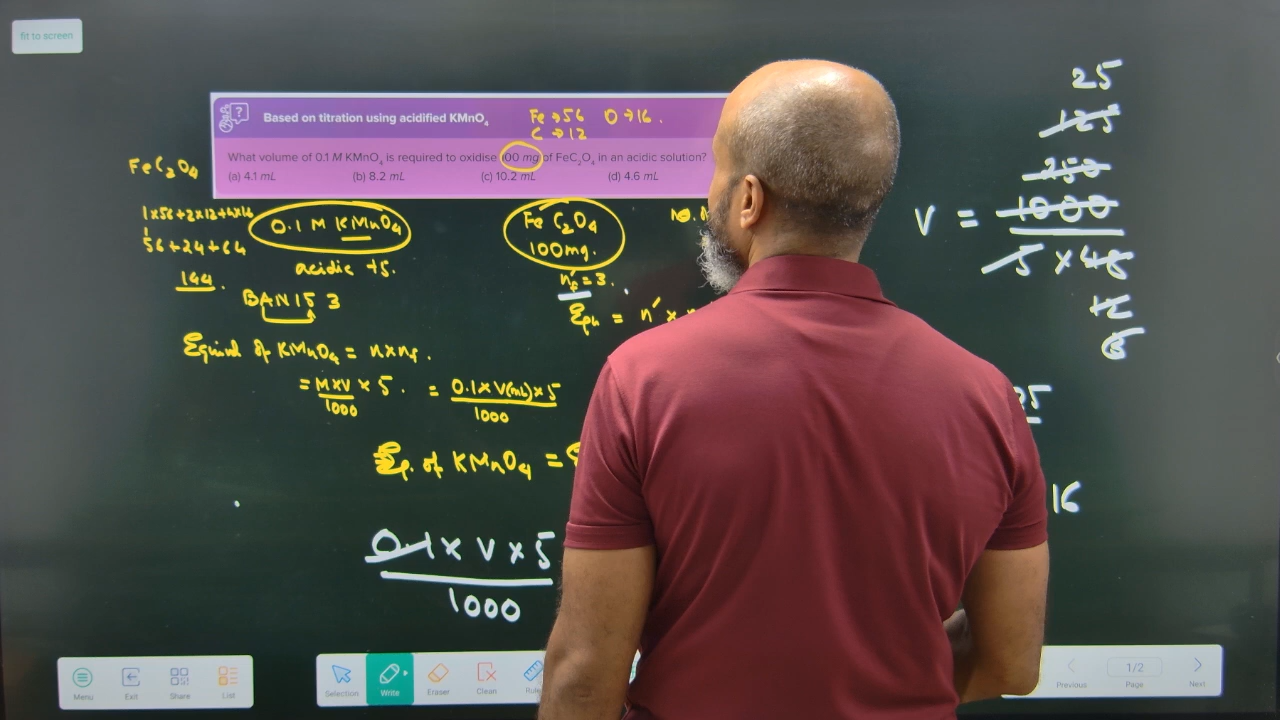 fit to screen
Based on titration using acidified KMnO₄
Fe → 56 O → 16.
C → 12
What volume of 0.1 M KMnO₄ is required to oxidise 100 mg of FeC₂O₄ in an acidic solution?
(a) 4.1 mL (b) 8.2 mL (c) 10.2 mL (d) 4.6 mL
FeC₂O₄
1×56+2×12+4×16
56+24+64
144.
0.1 M KMnO₄
acidic +5.
BAN15 3
FeC₂O₄
100mg.
n'f = 3.
= n' ×
Equival of KMnO₄ = n×nf.
= M×V × 5. = 0.1×V(mL)×5
1000 1000
Eq. of KMnO₄ =
0.1 × V × 5
1000
25
125
250
V = 1000
5 × 48
12
6
25
16
Menu
Exit
Share
List
Selection
Write
Eraser
Clean
Previous
1/2
Page
Next